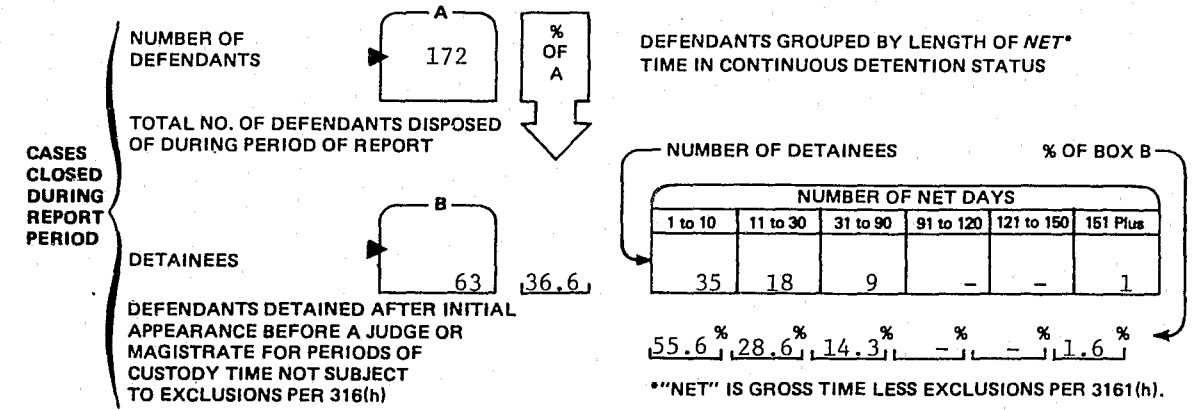 CASES
CLOSED
DURING
REPORT
PERIOD
NUMBER OF
DEFENDANTS
A
172
%
OF
A
TOTAL NO. OF DEFENDANTS DISPOSED
OF DURING PERIOD OF REPORT
B
DETAINEES
63 36.6
DEFENDANTS DETAINED AFTER INITIAL
APPEARANCE BEFORE A JUDGE OR
MAGISTRATE FOR PERIODS OF
CUSTODY TIME NOT SUBJECT
TO EXCLUSIONS PER 316(h)
DEFENDANTS GROUPED BY LENGTH OF NET*
TIME IN CONTINUOUS DETENTION STATUS
NUMBER OF DETAINEES % OF BOX B
NUMBER OF NET DAYS
1 to 10 11 to 30 31 to 90 91 to 120 121 to 150 151 Plus
35 18 9 – – 1
55.6% 28.6% 14.3% –% –% 1.6%
*"NET" IS GROSS TIME LESS EXCLUSIONS PER 3161(h).